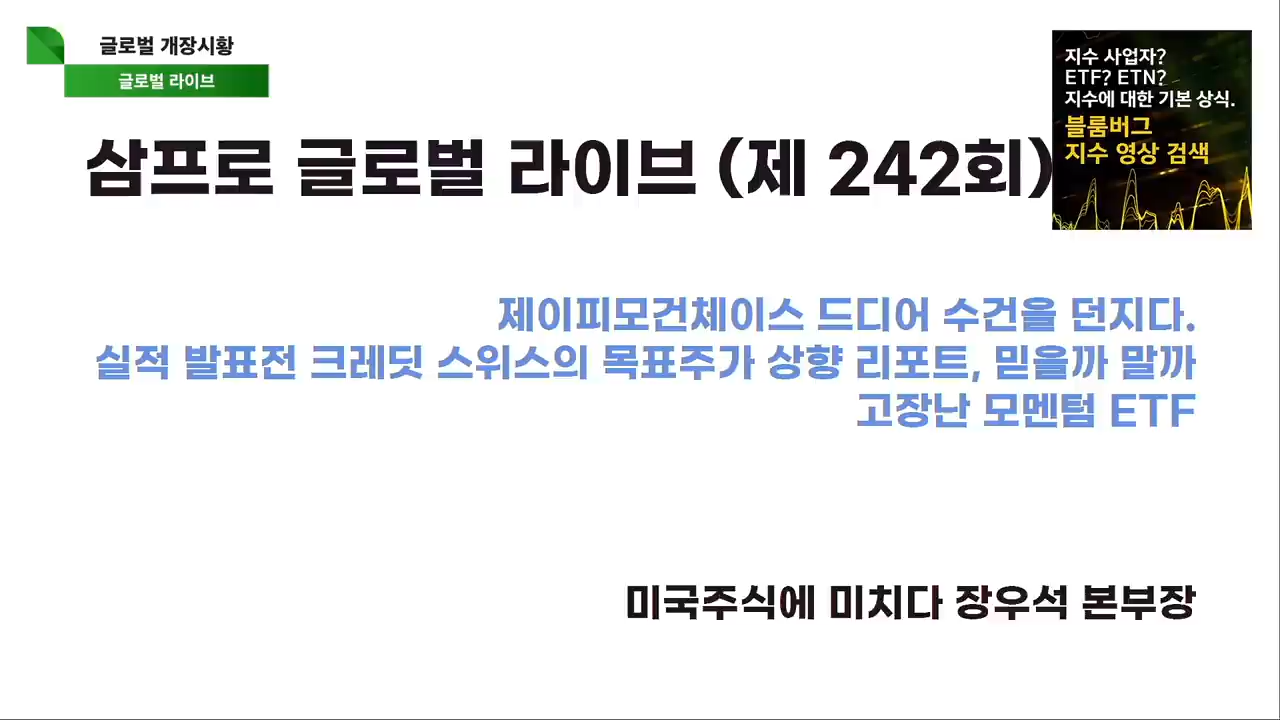 글로벌 개장시황
글로벌 라이브
지수 사업자?
ETF? ETN?
지수에 대한 기본 상식.
블룸버그
지수 영상 검색
삼프로 글로벌 라이브 (제 242회)
제이피모건체이스 드디어 수건을 던지다.
실적 발표전 크레딧 스위스의 목표주가 상향 리포트, 믿을까 말까
고장난 모멘텀 ETF
미국주식에 미치다 장우석 본부장